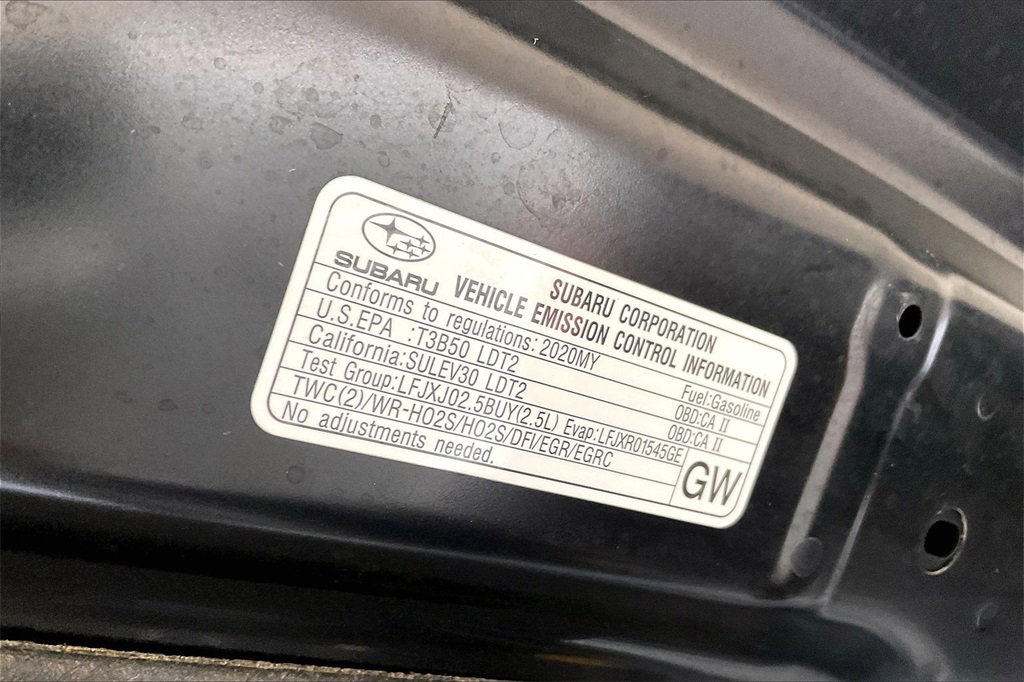 SUBARU
SUBARU CORPORATION
VEHICLE EMISSION CONTROL INFORMATION
Conforms to regulations: 2020MY Fuel:Gasoline
U.S.EPA :T3B50 LDT2 OBD:CA II
California:SULEV30 LDT2 OBD:CA II
Test Group:LFJXJ02.5BUY(2.5L) Evap:LFJXR01545GE
TWC(2)/WR-HO2S/HO2S/DFI/EGR/EGRC
No adjustments needed.
GW